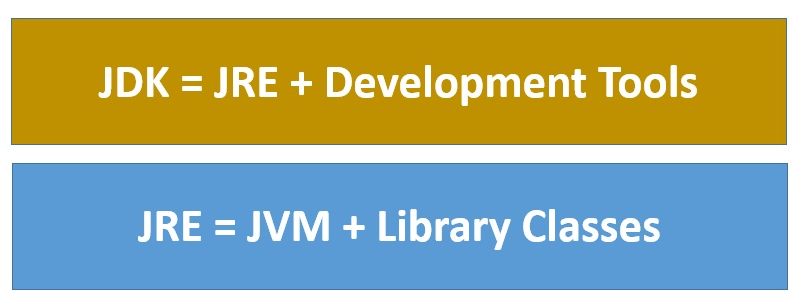 JDK = JRE + Development Tools
JRE = JVM + Library Classes